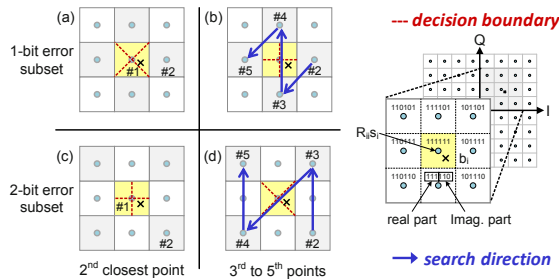 (a)
(b)
1-bit error
subset
#1
#2
#4
#5
#2
#3
(c)
(d)
2-bit error
subset
#1
#2
#5
#3
#4
#2
2nd closest point
3rd to 5th points
--- decision boundary
Q
I
110101 111101 101101
110111 111111 101111
Riisi
bi
110110 111110 101110
real part Imag. part
search direction